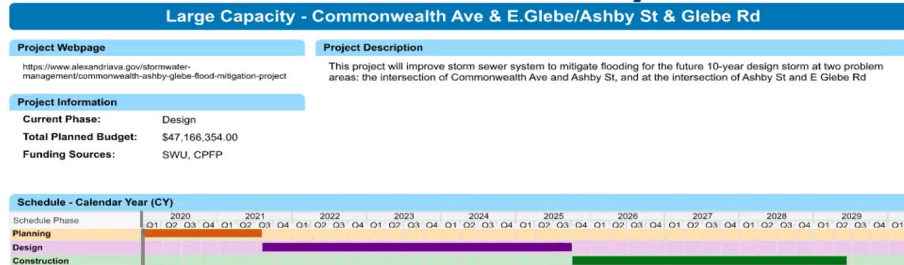 Large Capacity - Commonwealth Ave & E.Glebe/Ashby St & Glebe Rd
Project Webpage
https://www.alexandriava.gov/stormwater-
management/commonwealth-ashby-glebe-flood-mitigation-project
Project Description
This project will improve storm sewer system to mitigate flooding for the future 10-year design storm at two problem
areas: the intersection of Commonwealth Ave and Ashby St, and at the intersection of Ashby St and E Glebe Rd
Project Information
Current Phase: Design
Total Planned Budget: $47,166,354.00
Funding Sources: SWU, CPFP
Schedule - Calendar Year (CY)
Schedule Phase 2020 2021 2022 2023 2024 2025 2026 2027 2028 2029
Q1 Q2 Q3 Q4 Q1 Q2 Q3 Q4 Q1 Q2 Q3 Q4 Q1 Q2 Q3 Q4 Q1 Q2 Q3 Q4 Q1 Q2 Q3 Q4 Q1 Q2 Q3 Q4 Q1 Q2 Q3 Q4 Q1 Q2 Q3 Q4 Q1 Q2 Q3 Q4 Q1
Planning
Design
Construction